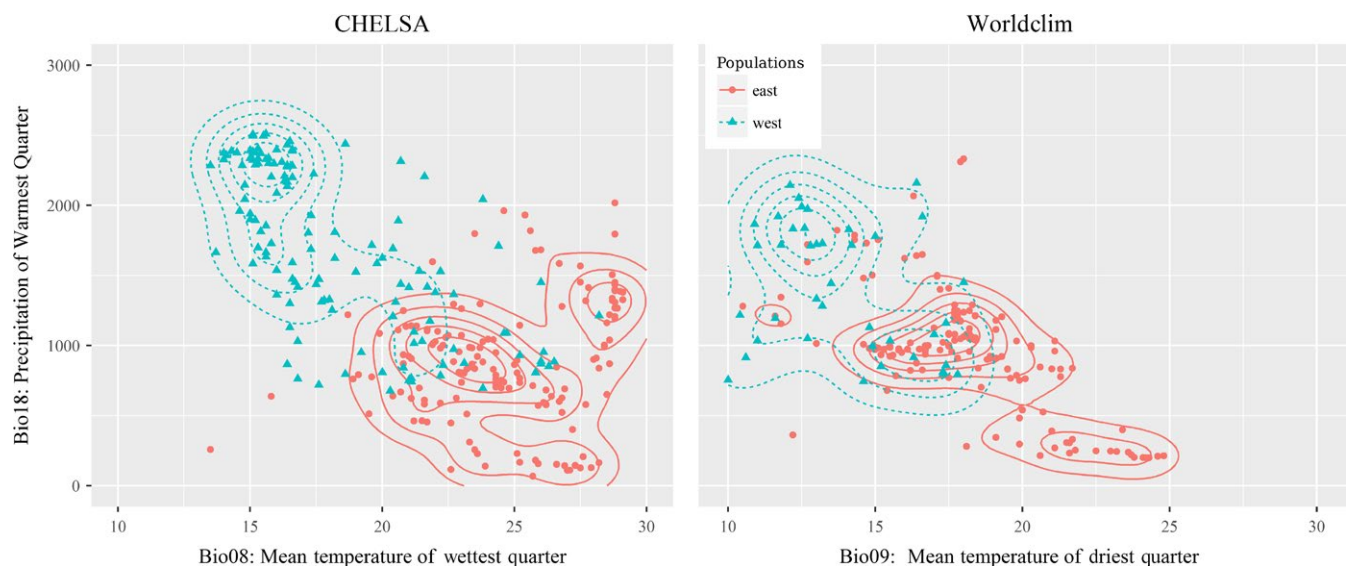 CHELSA
Worldclim
Bio18: Precipitation of Warmest Quarter
3000
2000
1000
0
Populations
east
west
10
15
20
25
30
10
15
20
25
30
Bio08: Mean temperature of wettest quarter
Bio09: Mean temperature of driest quarter